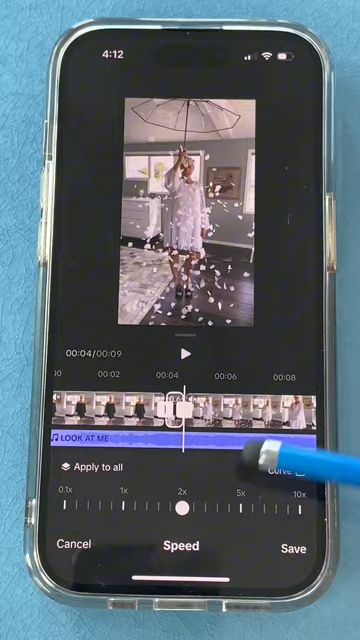 4:12
00:04/00:09
00:02
00:04
00:06
00:08
LOOK AT ME
Apply to all
Curve
0.1x 1x 2x 5x 10x
Cancel Speed Save